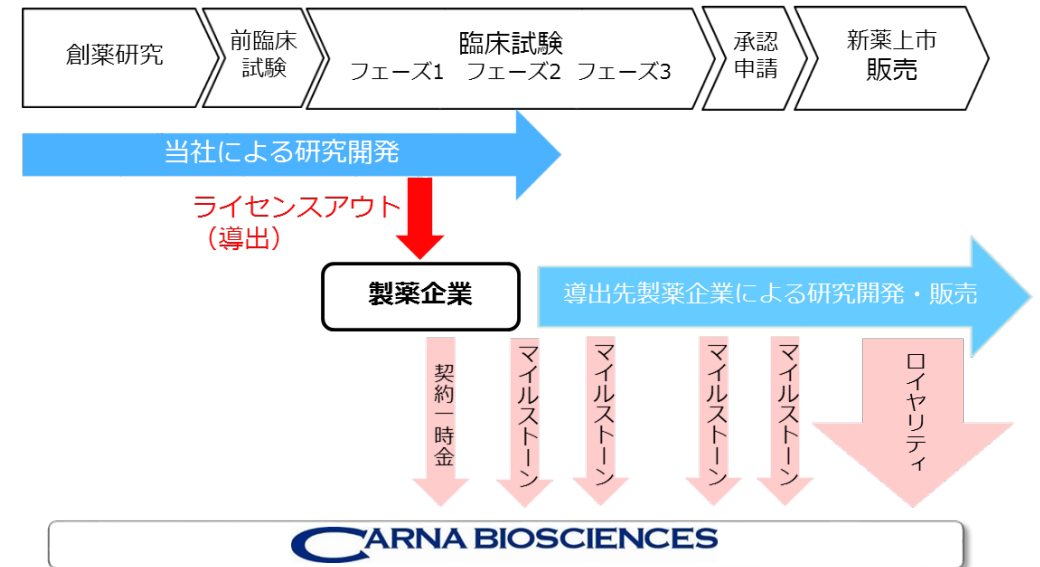 創薬研究
前臨床
試験
臨床試験
フェーズ1 フェーズ2 フェーズ3
承認
申請
新薬上市
販売
当社による研究開発
ライセンスアウト
（導出）
製薬企業
導出先製薬企業による研究開発・販売
契約一時金
マイルストーン
マイルストーン
マイルストーン
マイルストーン
ロイヤリティ
CARNA BIOSCIENCES